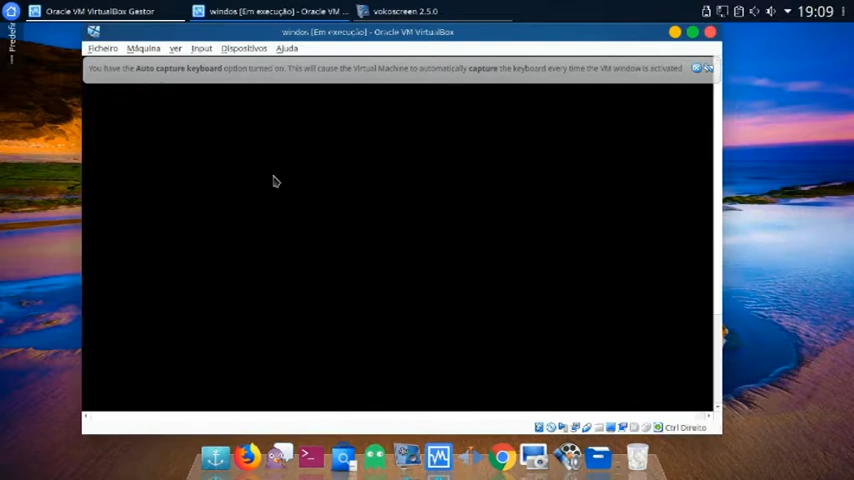 Oracle VM VirtualBox Gestor
windos [Em execução] - Oracle VM ...
vokoscreen 2.5.0
19:09
Predefi
windos [Em execução] - Oracle VM VirtualBox
Ficheiro Máquina ver Input Dispositivos Ajuda
You have the Auto capture keyboard option turned on. This will cause the Virtual Machine to automatically capture the keyboard every time the VM window is activated
Ctrl Direito